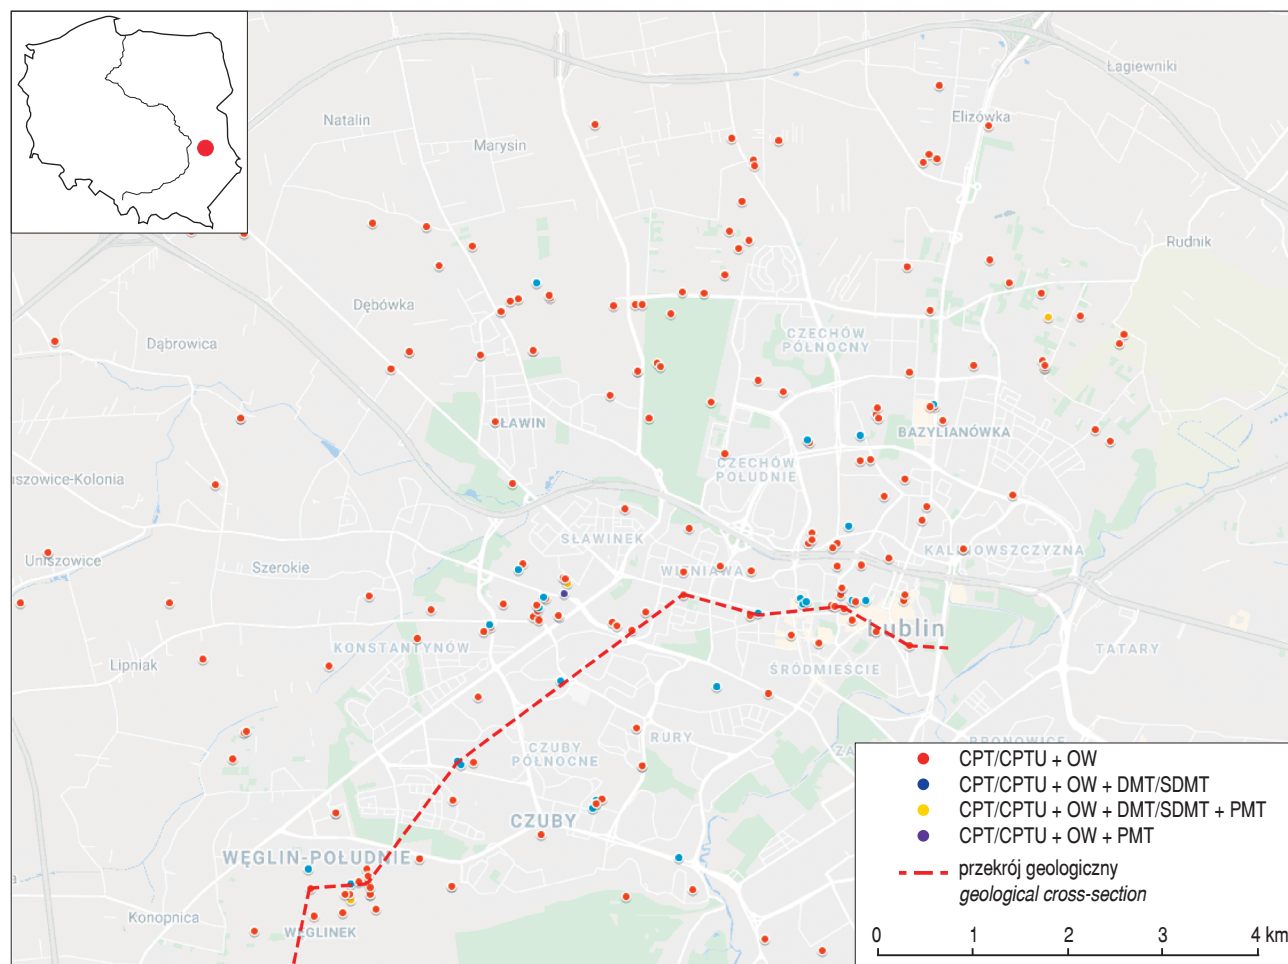 Łagiewniki
Elizówka
Natalin
Marysin
Rudnik
Dębówka
Dąbrowica
CZECHÓW
PÓŁNOCNY
SŁAWIN
BAZYLIANÓWKA
CZECHÓW
POŁUDNIE
uszowice-Kolonia
SŁAWINEK
KALINOWSZCZYZNA
Uniszowice
Szerokie
WIENIAWA
Lublin
KONSTANTYNÓW
TATARY
Lipniak
ŚRÓDMIEŚCIE
RURY
BRONOWICE
CZUBY
PÓŁNOCNE
ZA
CZUBY
WĘGLIN-POŁUDNIE
Konopnica
WĘGLINEK
CPT/CPTU + OW
CPT/CPTU + OW + DMT/SDMT
CPT/CPTU + OW + DMT/SDMT + PMT
CPT/CPTU + OW + PMT
przekrój geologiczny
geological cross-section
0 1 2 3 4 km